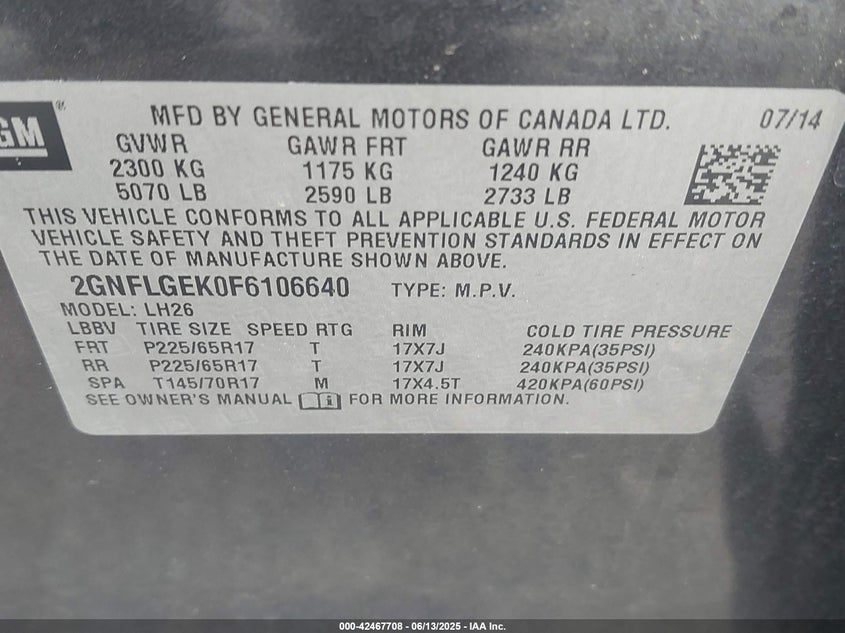 GM®
MFD BY GENERAL MOTORS OF CANADA LTD. 07/14
GVWR GAWR FRT GAWR RR
2300 KG 1175 KG 1240 KG
5070 LB 2590 LB 2733 LB
THIS VEHICLE CONFORMS TO ALL APPLICABLE U.S. FEDERAL MOTOR
VEHICLE SAFETY AND THEFT PREVENTION STANDARDS IN EFFECT ON
THE DATE OF MANUFACTURE SHOWN ABOVE.
2GNFLGEK0F6106640 TYPE: M.P.V.
MODEL: LH26
LBBV TIRE SIZE SPEED RTG RIM COLD TIRE PRESSURE
FRT P225/65R17 T 17X7J 240KPA(35PSI)
RR P225/65R17 T 17X7J 240KPA(35PSI)
SPA T145/70R17 M 17X4.5T 420KPA(60PSI)
SEE OWNER'S MANUAL FOR MORE INFORMATION.
000-42467708 - 06/13/2025 - IAA Inc.